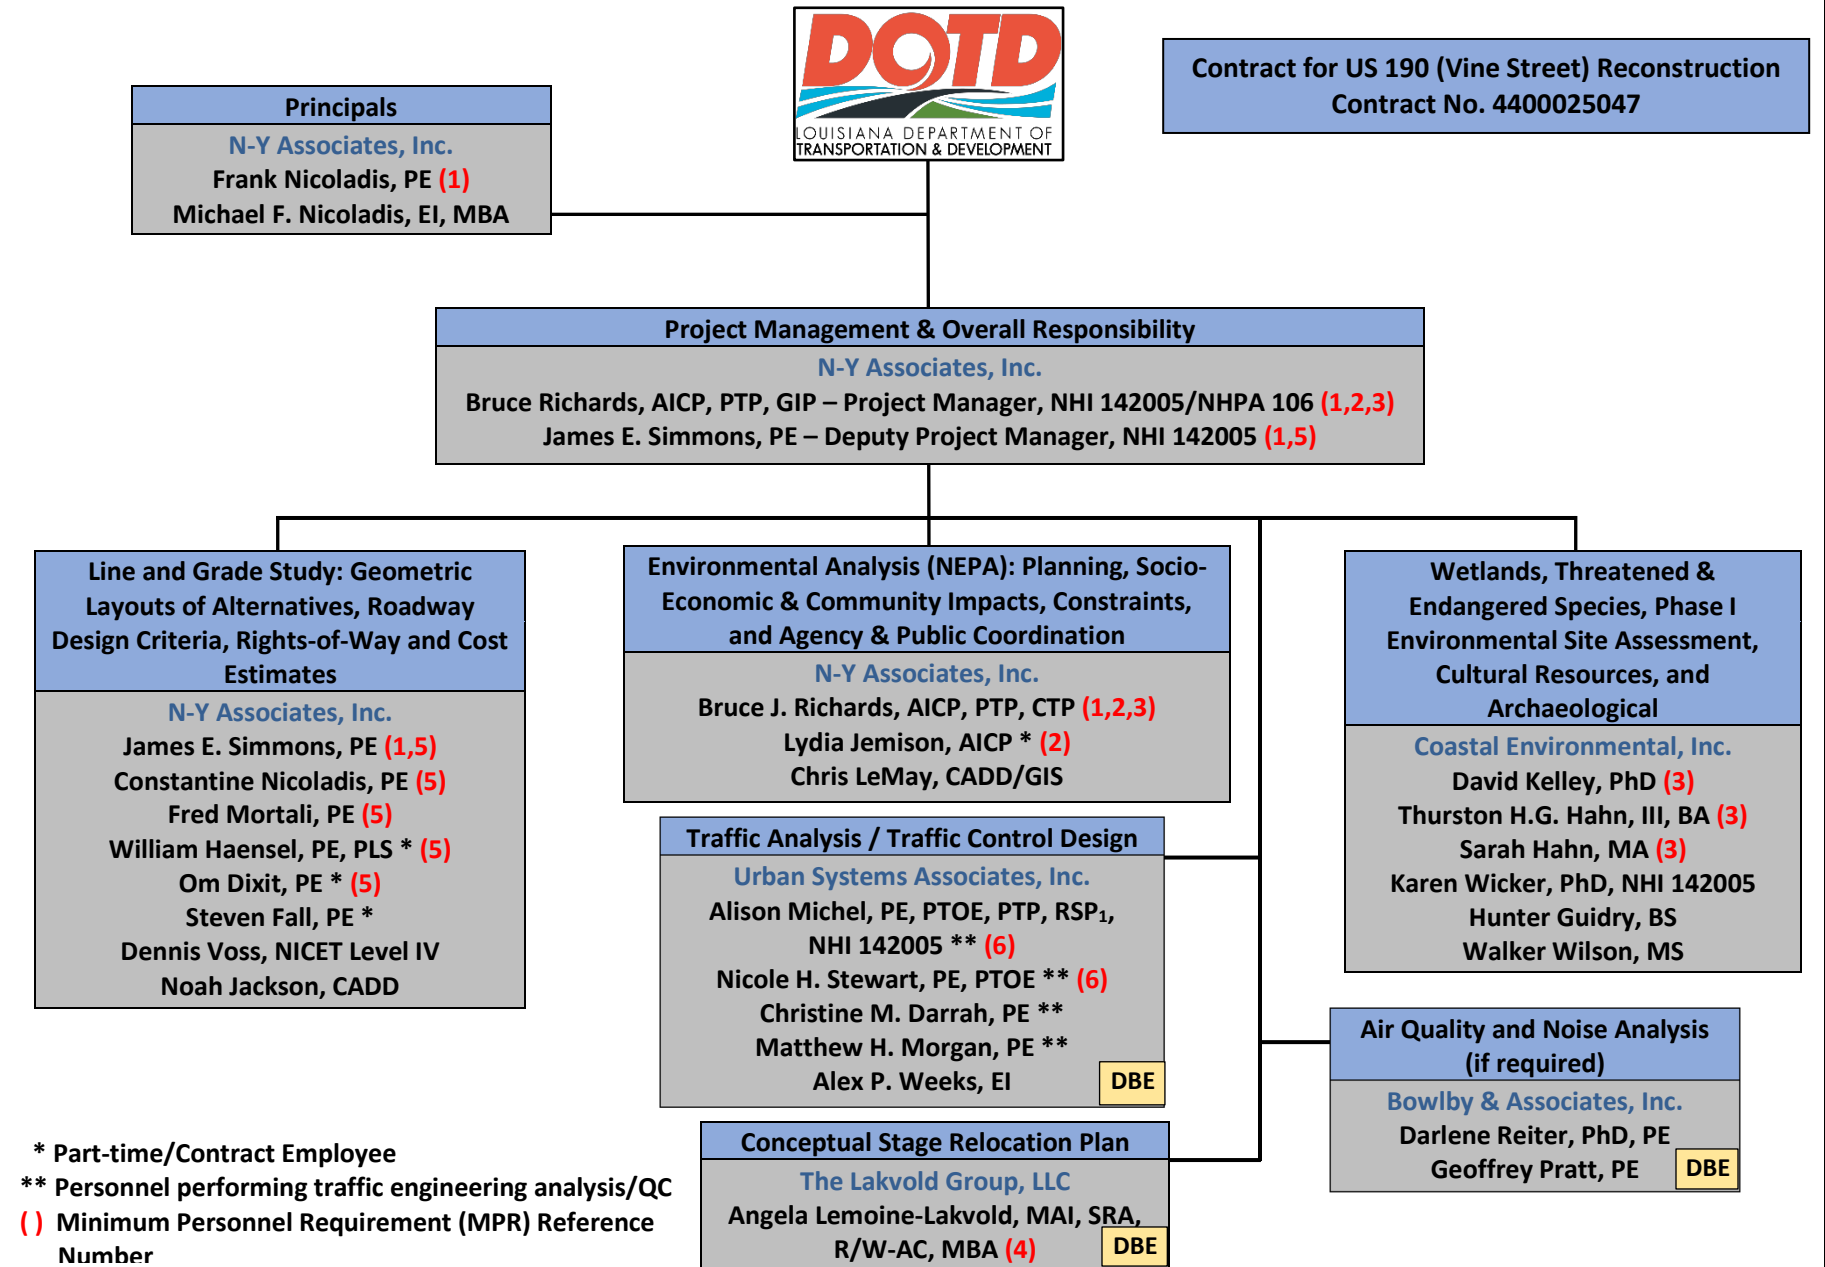 DOTD
LOUISIANA DEPARTMENT OF
TRANSPORTATION & DEVELOPMENT
Contract for US 190 (Vine Street) Reconstruction
Contract No. 4400025047
Principals
N-Y Associates, Inc.
Frank Nicoladis, PE (1)
Michael F. Nicoladis, EI, MBA
Project Management & Overall Responsibility
N-Y Associates, Inc.
Bruce Richards, AICP, PTP, GIP – Project Manager, NHI 142005/NHPA 106 (1,2,3)
James E. Simmons, PE – Deputy Project Manager, NHI 142005 (1,5)
Line and Grade Study: Geometric
Layouts of Alternatives, Roadway
Design Criteria, Rights-of-Way and Cost
Estimates
N-Y Associates, Inc.
James E. Simmons, PE (1,5)
Constantine Nicoladis, PE (5)
Fred Mortali, PE (5)
William Haensel, PE, PLS * (5)
Om Dixit, PE * (5)
Steven Fall, PE *
Dennis Voss, NICET Level IV
Noah Jackson, CADD
Environmental Analysis (NEPA): Planning, Socio-
Economic & Community Impacts, Constraints,
and Agency & Public Coordination
N-Y Associates, Inc.
Bruce J. Richards, AICP, PTP, CTP (1,2,3)
Lydia Jemison, AICP * (2)
Chris LeMay, CADD/GIS
Traffic Analysis / Traffic Control Design
Urban Systems Associates, Inc.
Alison Michel, PE, PTOE, PTP, RSP₁,
NHI 142005 ** (6)
Nicole H. Stewart, PE, PTOE ** (6)
Christine M. Darrah, PE **
Matthew H. Morgan, PE **
Alex P. Weeks, EI
DBE
Conceptual Stage Relocation Plan
The Lakvold Group, LLC
Angela Lemoine-Lakvold, MAI, SRA,
R/W-AC, MBA (4)
DBE
Wetlands, Threatened &
Endangered Species, Phase I
Environmental Site Assessment,
Cultural Resources, and
Archaeological
Coastal Environmental, Inc.
David Kelley, PhD (3)
Thurston H.G. Hahn, III, BA (3)
Sarah Hahn, MA (3)
Karen Wicker, PhD, NHI 142005
Hunter Guidry, BS
Walker Wilson, MS
Air Quality and Noise Analysis
(if required)
Bowlby & Associates, Inc.
Darlene Reiter, PhD, PE
Geoffrey Pratt, PE
DBE
* Part-time/Contract Employee
** Personnel performing traffic engineering analysis/QC
( ) Minimum Personnel Requirement (MPR) Reference
Number